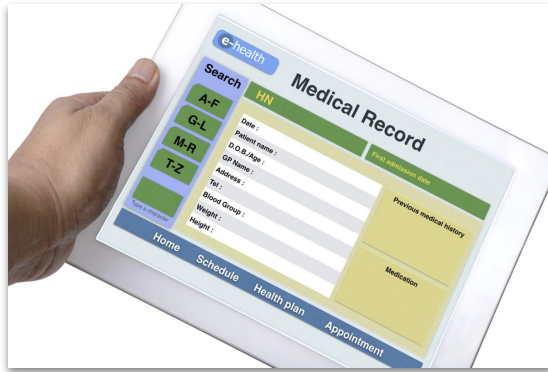 e-health
Medical Record
Search
A-F
G-L
M-R
T-Z
Type a character
HN
First admission date
Date :
Patient name :
D.O.B./Age :
GP Name :
Address :
Tel :
Blood Group :
Weight :
Height :
Previous medical history
Medication
Home
Schedule
Health plan
Appointment